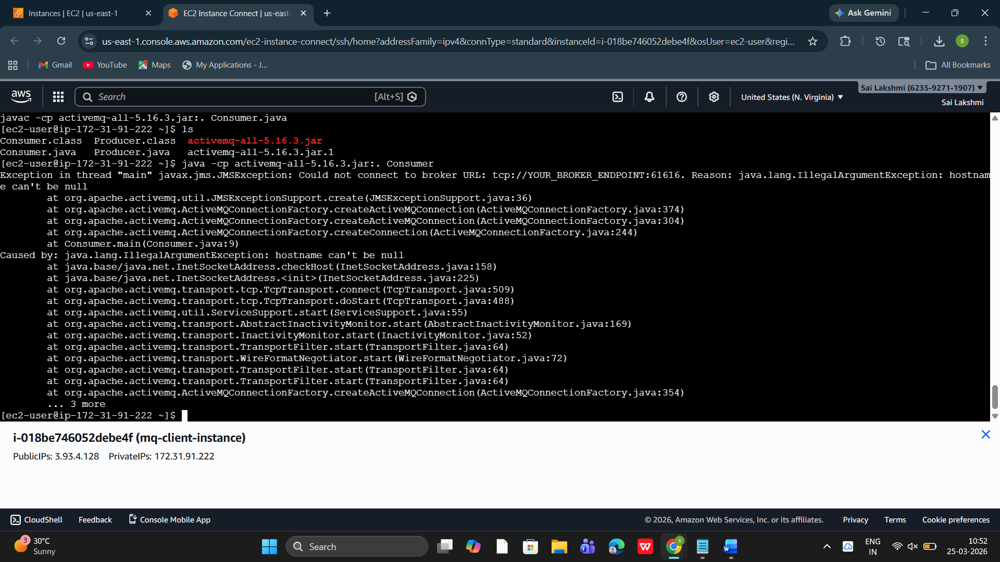 Instances | EC2 | us-east-1
EC2 Instance Connect | us-east-
Ask Gemini
us-east-1.console.aws.amazon.com/ec2-instance-connect/ssh/home?addressFamily=ipv4&connType=standard&instanceId=i-018be746052debe4f&osUser=ec2-user&regi...
S
Gmail
YouTube
Maps
My Applications - J...
All Bookmarks
aws
Search
[Alt+S]
United States (N. Virginia)
Sai Lakshmi (6235-9271-1907)
Sai Lakshmi
javac -cp activemq-all-5.16.3.jar:. Consumer.java
[ec2-user@ip-172-31-91-222 ~]$ ls
Consumer.class  Producer.class  activemq-all-5.16.3.jar
Consumer.java   Producer.java   activemq-all-5.16.3.jar.1
[ec2-user@ip-172-31-91-222 ~]$ java -cp activemq-all-5.16.3.jar:. Consumer
Exception in thread "main" javax.jms.JMSException: Could not connect to broker URL: tcp://YOUR_BROKER_ENDPOINT:61616. Reason: java.lang.IllegalArgumentException: hostnam
e can't be null
        at org.apache.activemq.util.JMSExceptionSupport.create(JMSExceptionSupport.java:36)
        at org.apache.activemq.ActiveMQConnectionFactory.createActiveMQConnection(ActiveMQConnectionFactory.java:374)
        at org.apache.activemq.ActiveMQConnectionFactory.createActiveMQConnection(ActiveMQConnectionFactory.java:304)
        at org.apache.activemq.ActiveMQConnectionFactory.createConnection(ActiveMQConnectionFactory.java:244)
        at Consumer.main(Consumer.java:9)
Caused by: java.lang.IllegalArgumentException: hostname can't be null
        at java.base/java.net.InetSocketAddress.checkHost(InetSocketAddress.java:158)
        at java.base/java.net.InetSocketAddress.<init>(InetSocketAddress.java:225)
        at org.apache.activemq.transport.tcp.TcpTransport.connect(TcpTransport.java:509)
        at org.apache.activemq.transport.tcp.TcpTransport.doStart(TcpTransport.java:488)
        at org.apache.activemq.util.ServiceSupport.start(ServiceSupport.java:55)
        at org.apache.activemq.transport.AbstractInactivityMonitor.start(AbstractInactivityMonitor.java:169)
        at org.apache.activemq.transport.InactivityMonitor.start(InactivityMonitor.java:52)
        at org.apache.activemq.transport.TransportFilter.start(TransportFilter.java:64)
        at org.apache.activemq.transport.WireFormatNegotiator.start(WireFormatNegotiator.java:72)
        at org.apache.activemq.transport.TransportFilter.start(TransportFilter.java:64)
        at org.apache.activemq.transport.TransportFilter.start(TransportFilter.java:64)
        at org.apache.activemq.ActiveMQConnectionFactory.createActiveMQConnection(ActiveMQConnectionFactory.java:354)
        ... 3 more
[ec2-user@ip-172-31-91-222 ~]$
i-018be746052debe4f (mq-client-instance)
PublicIPs: 3.93.4.128   PrivateIPs: 172.31.91.222
CloudShell
Feedback
Console Mobile App
© 2026, Amazon Web Services, Inc. or its affiliates.
Privacy
Terms
Cookie preferences
3
30°C
Sunny
Search
ENG
IN
10:52
25-03-2026